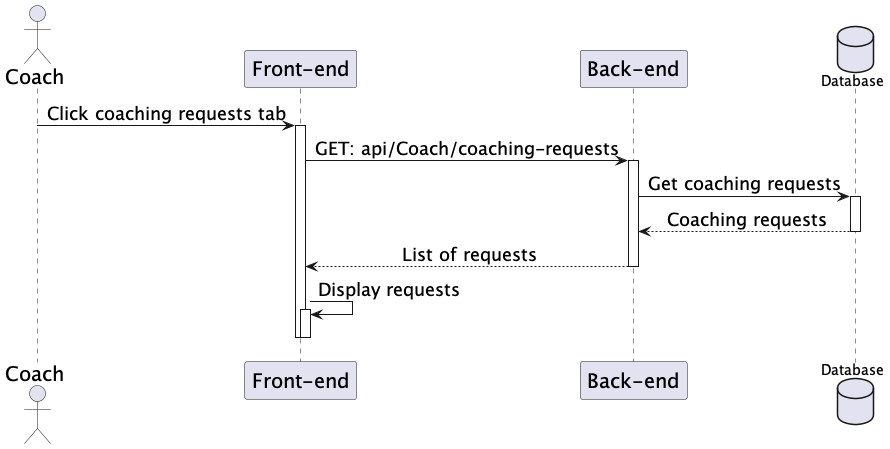 Coach
Front-end
Back-end
Database
Click coaching requests tab
GET: api/Coach/coaching-requests
Get coaching requests
Coaching requests
List of requests
Display requests
Coach
Front-end
Back-end
Database